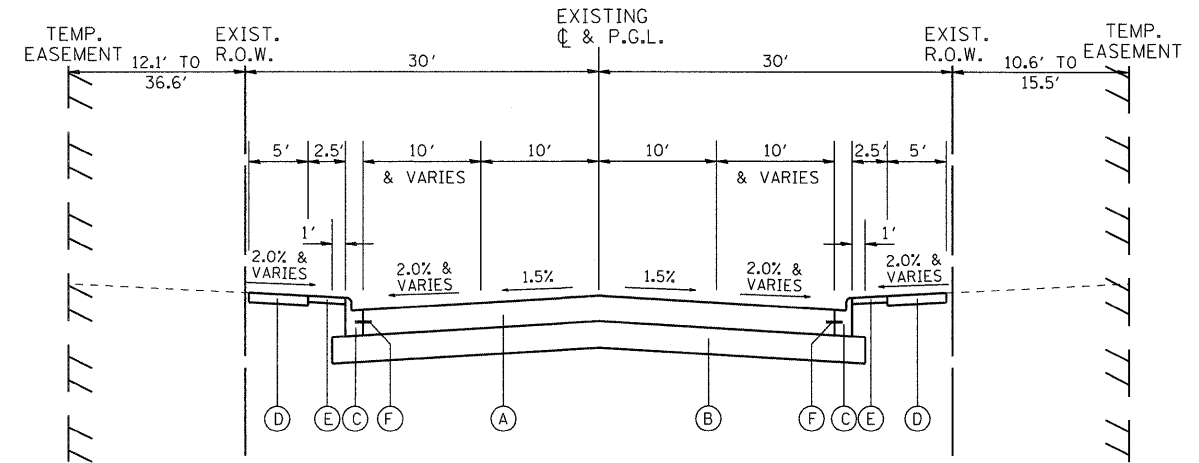 EXISTING
℄ & P.G.L.
TEMP.
EASEMENT
EXIST.
R.O.W.
EXIST.
R.O.W.
TEMP.
EASEMENT
12.1' TO
36.6'
30'
30'
10.6' TO
15.5'
5'
2.5'
10'
& VARIES
10'
10'
10'
& VARIES
2.5'
5'
1'
1'
2.0% &
VARIES
2.0% &
VARIES
1.5%
1.5%
2.0% &
VARIES
2.0% &
VARIES
D
E
C
F
A
B
F
C
E
D